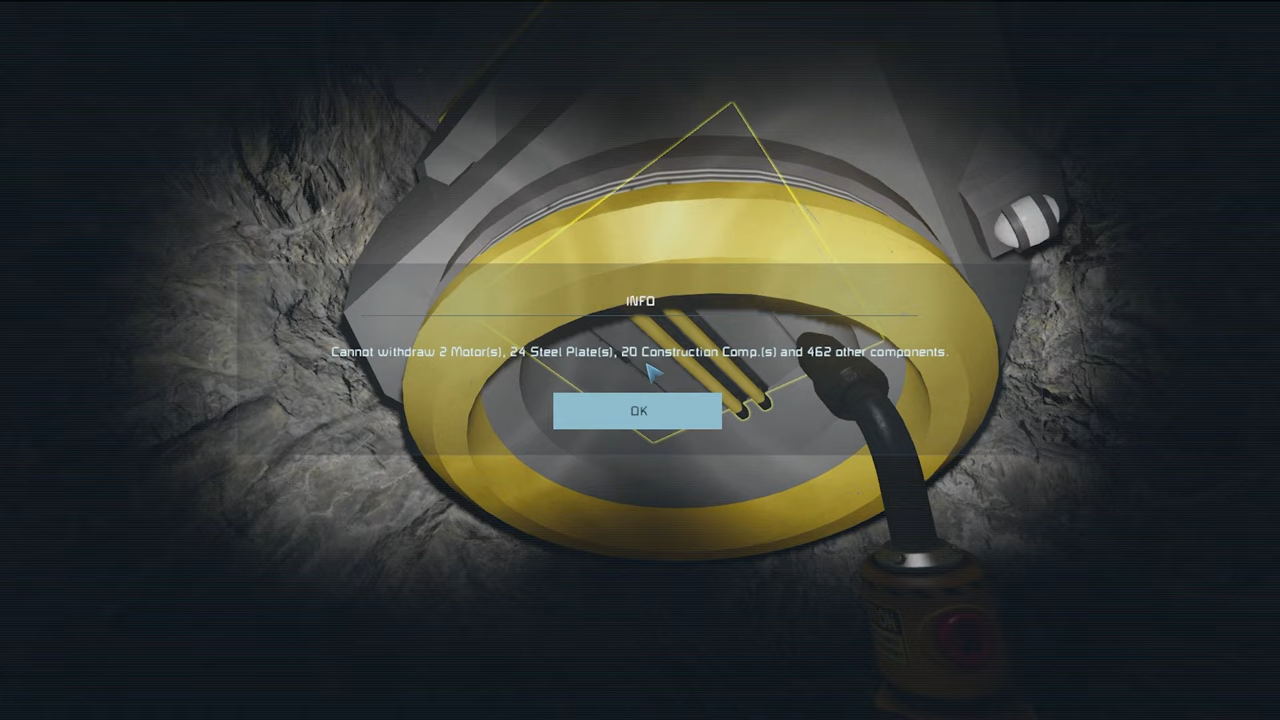 INFO
Cannot withdraw 2 Motor(s), 24 Steel Plate(s), 20 Construction Comp.(s) and 462 other components.
OK